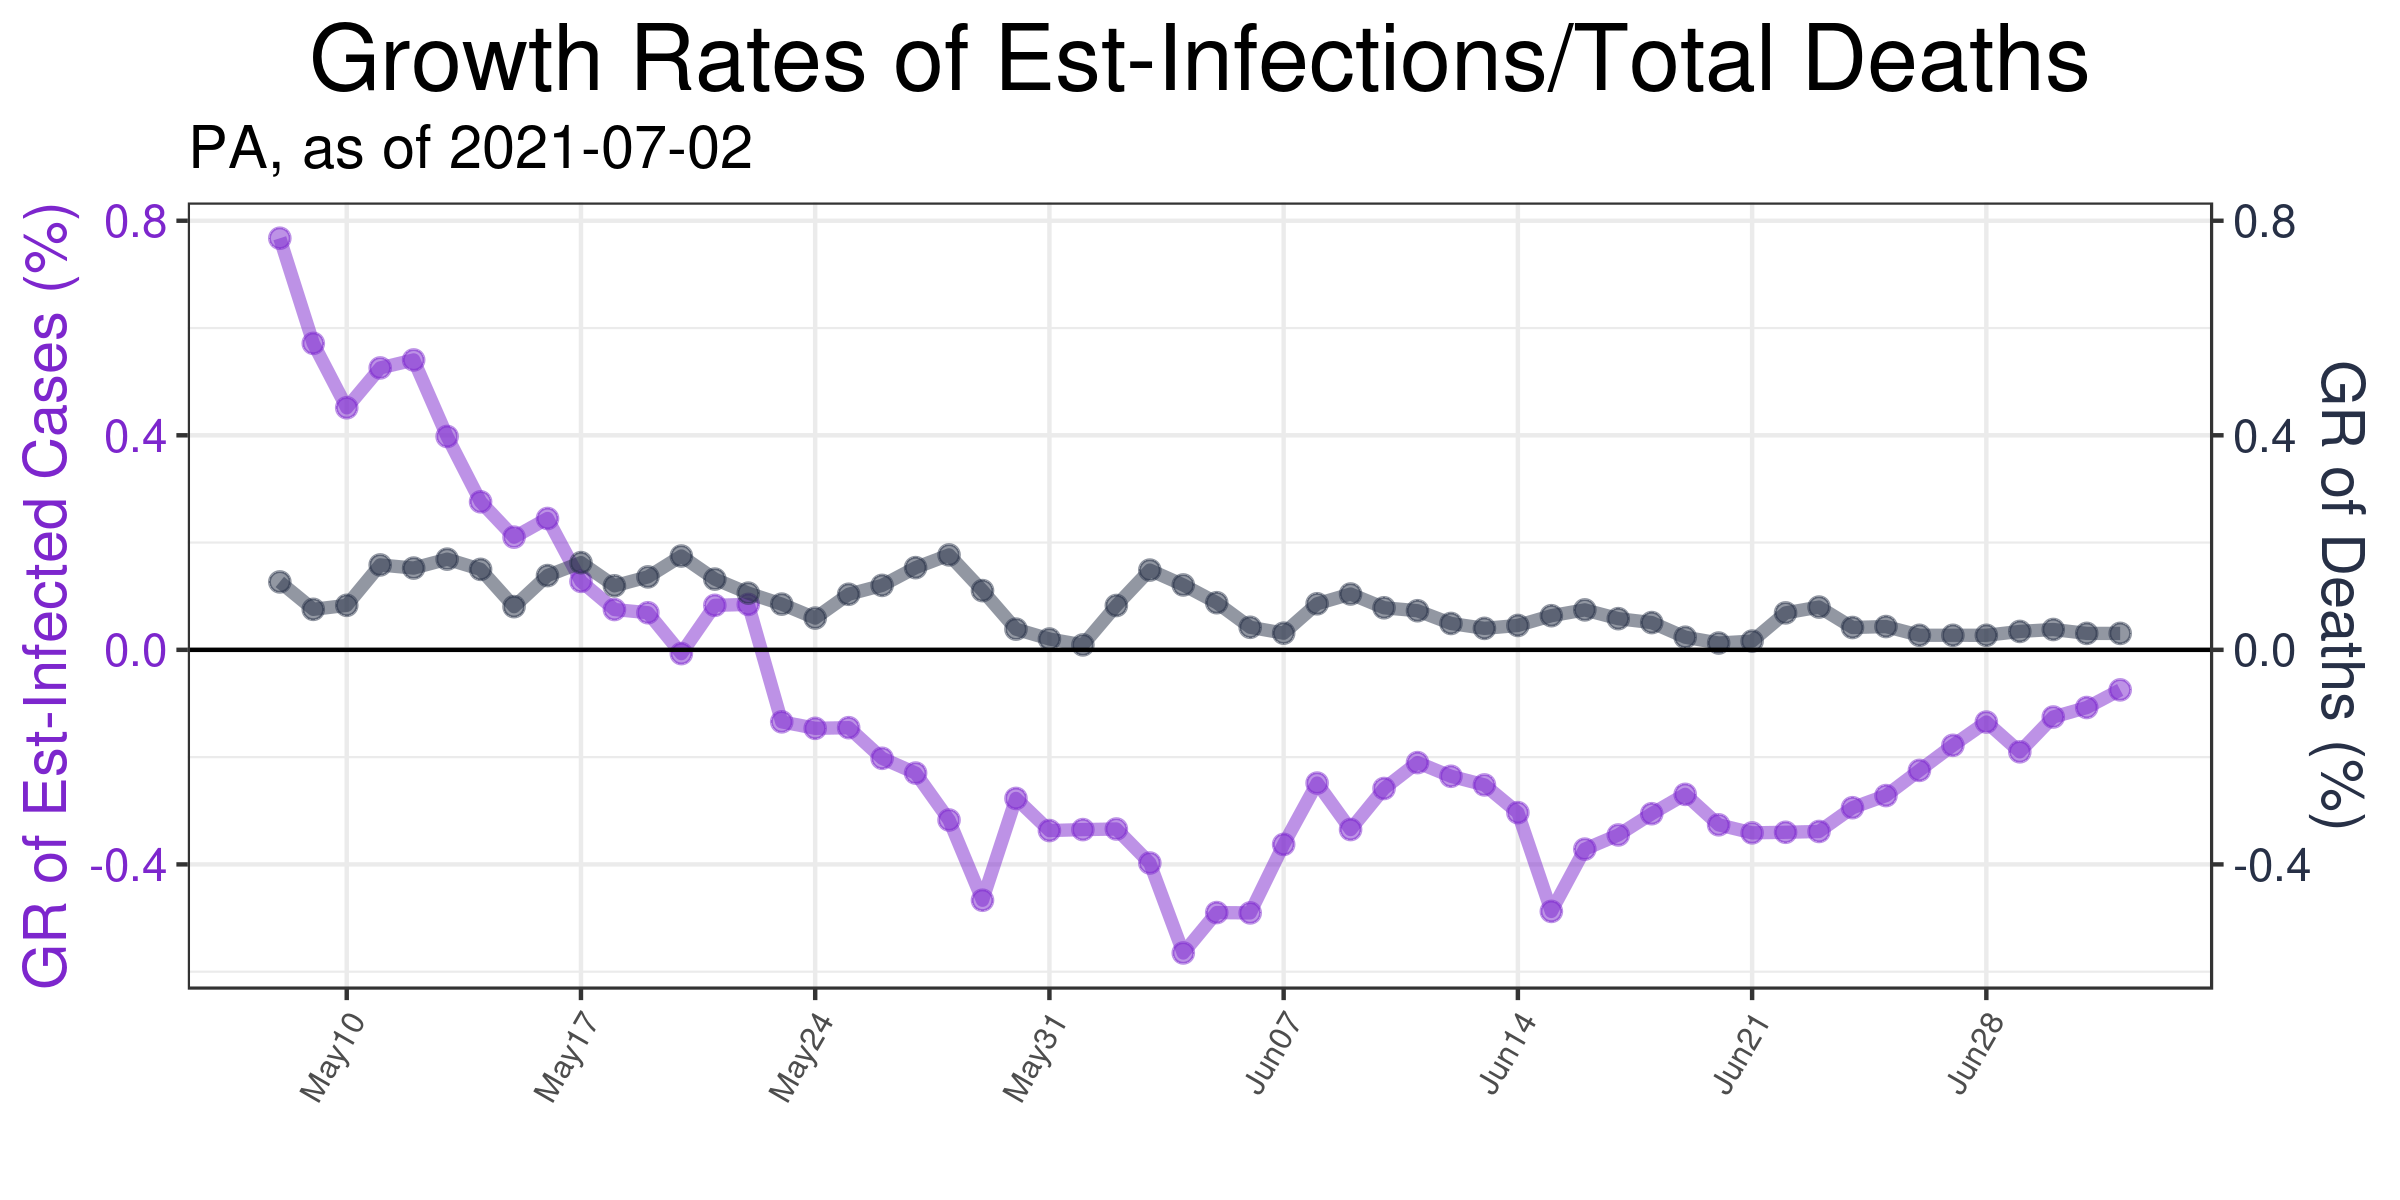 Growth Rates of Est-Infections/Total Deaths
PA, as of 2021-07-02
GR of Est-Infected Cases (%)
0.8
0.4
0.0
-0.4
0.8
0.4
0.0
-0.4
GR of Deaths (%)
May10
May17
May24
May31
Jun07
Jun14
Jun21
Jun28